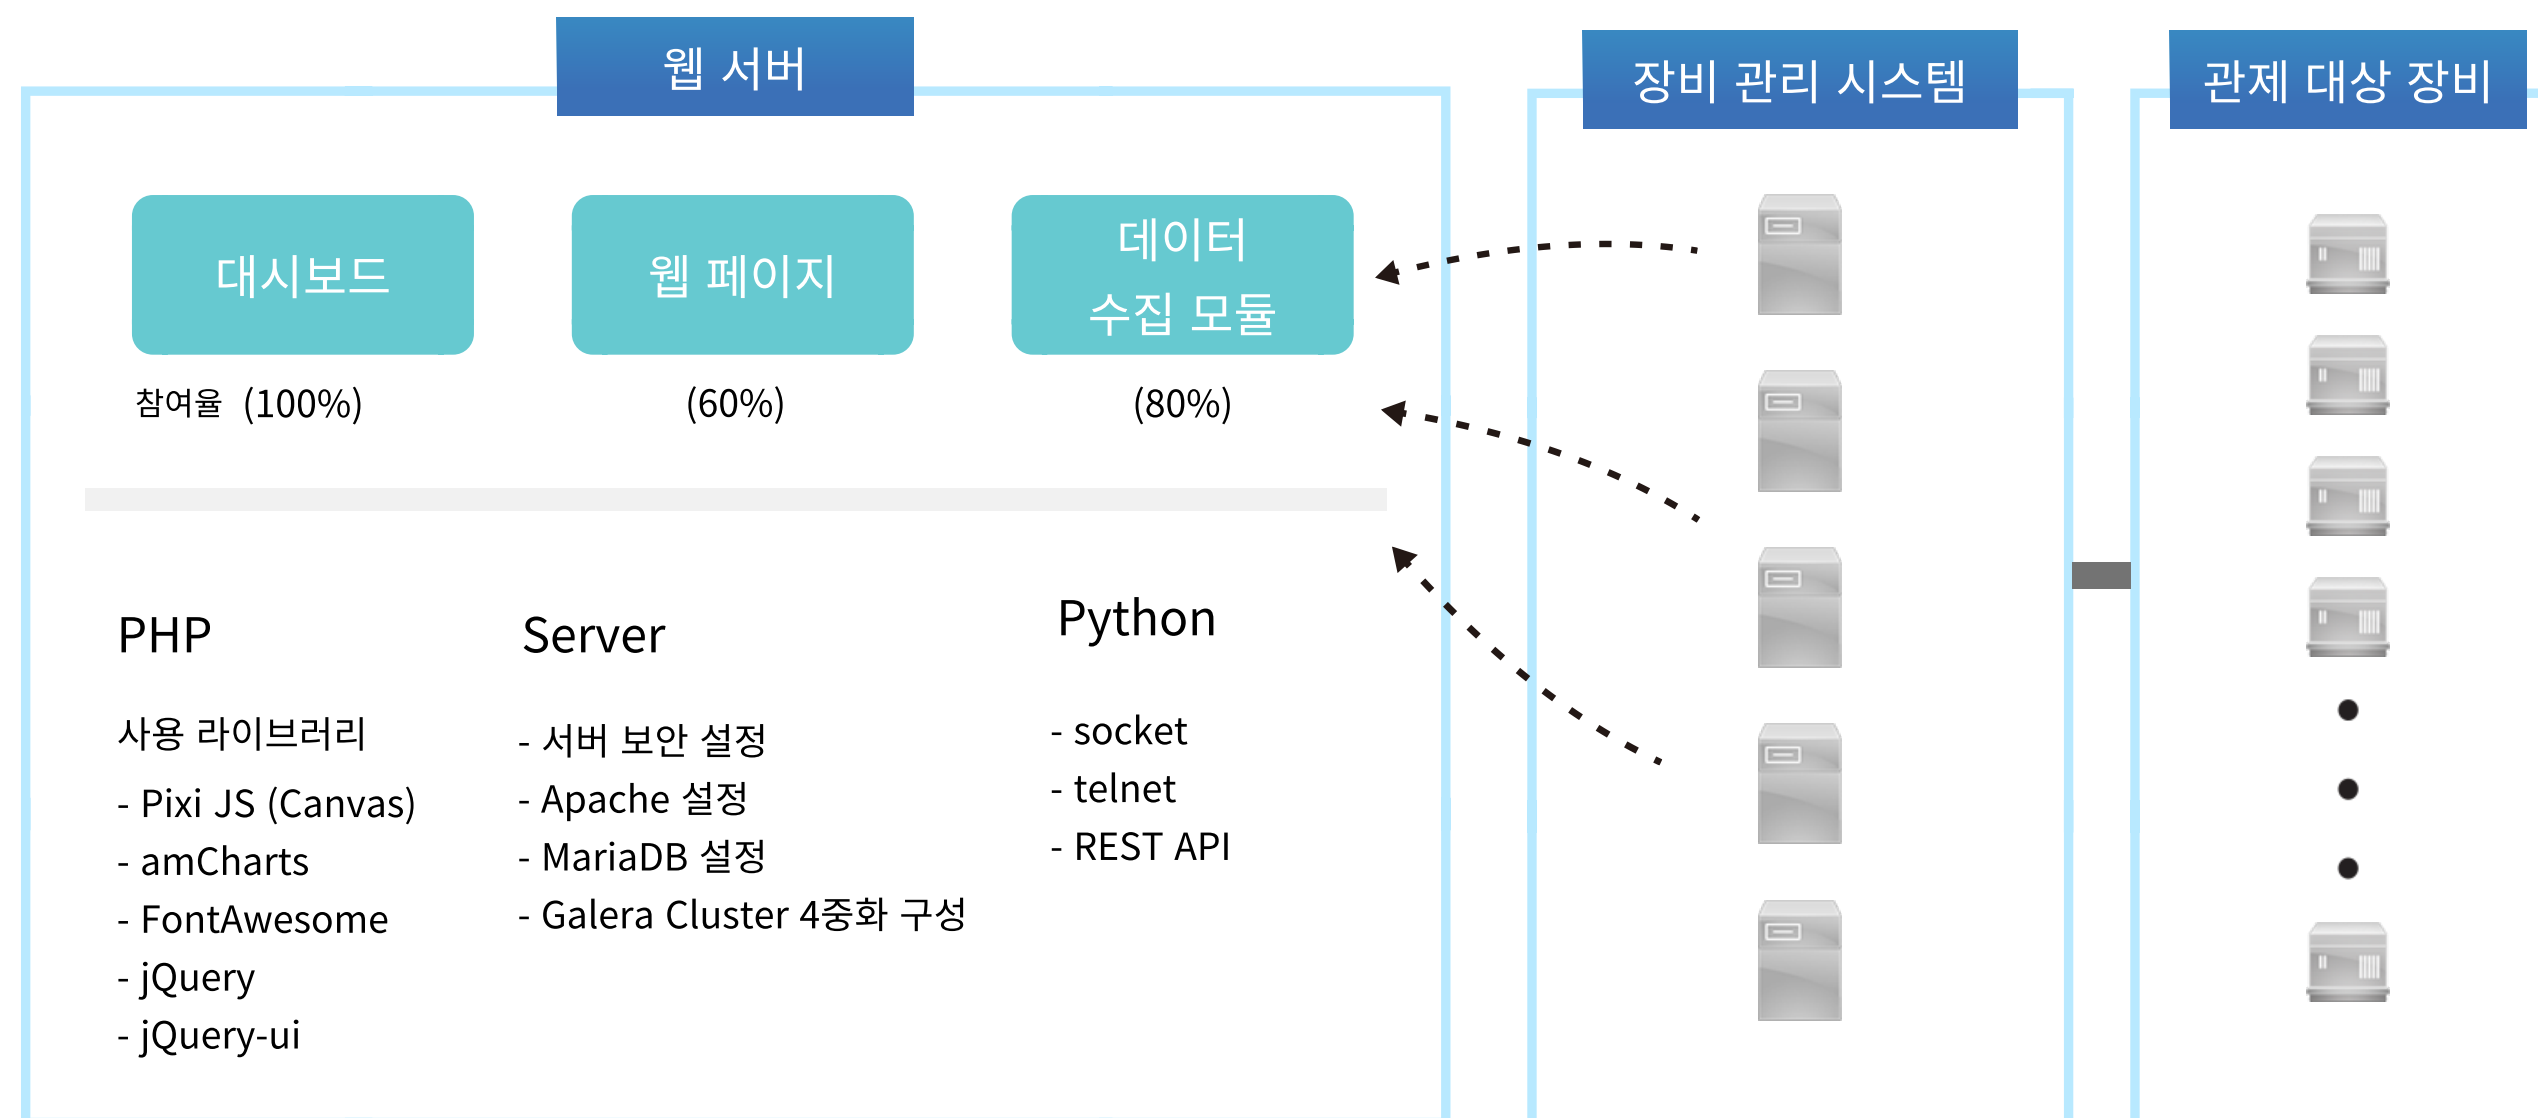 웹 서버
장비 관리 시스템
관제 대상 장비
대시보드
웹 페이지
데이터
수집 모듈
참여율 (100%)
(60%)
(80%)
PHP
사용 라이브러리
- Pixi JS (Canvas)
- amCharts
- FontAwesome
- jQuery
- jQuery-ui
Server
- 서버 보안 설정
- Apache 설정
- MariaDB 설정
- Galera Cluster 4중화 구성
Python
- socket
- telnet
- REST API